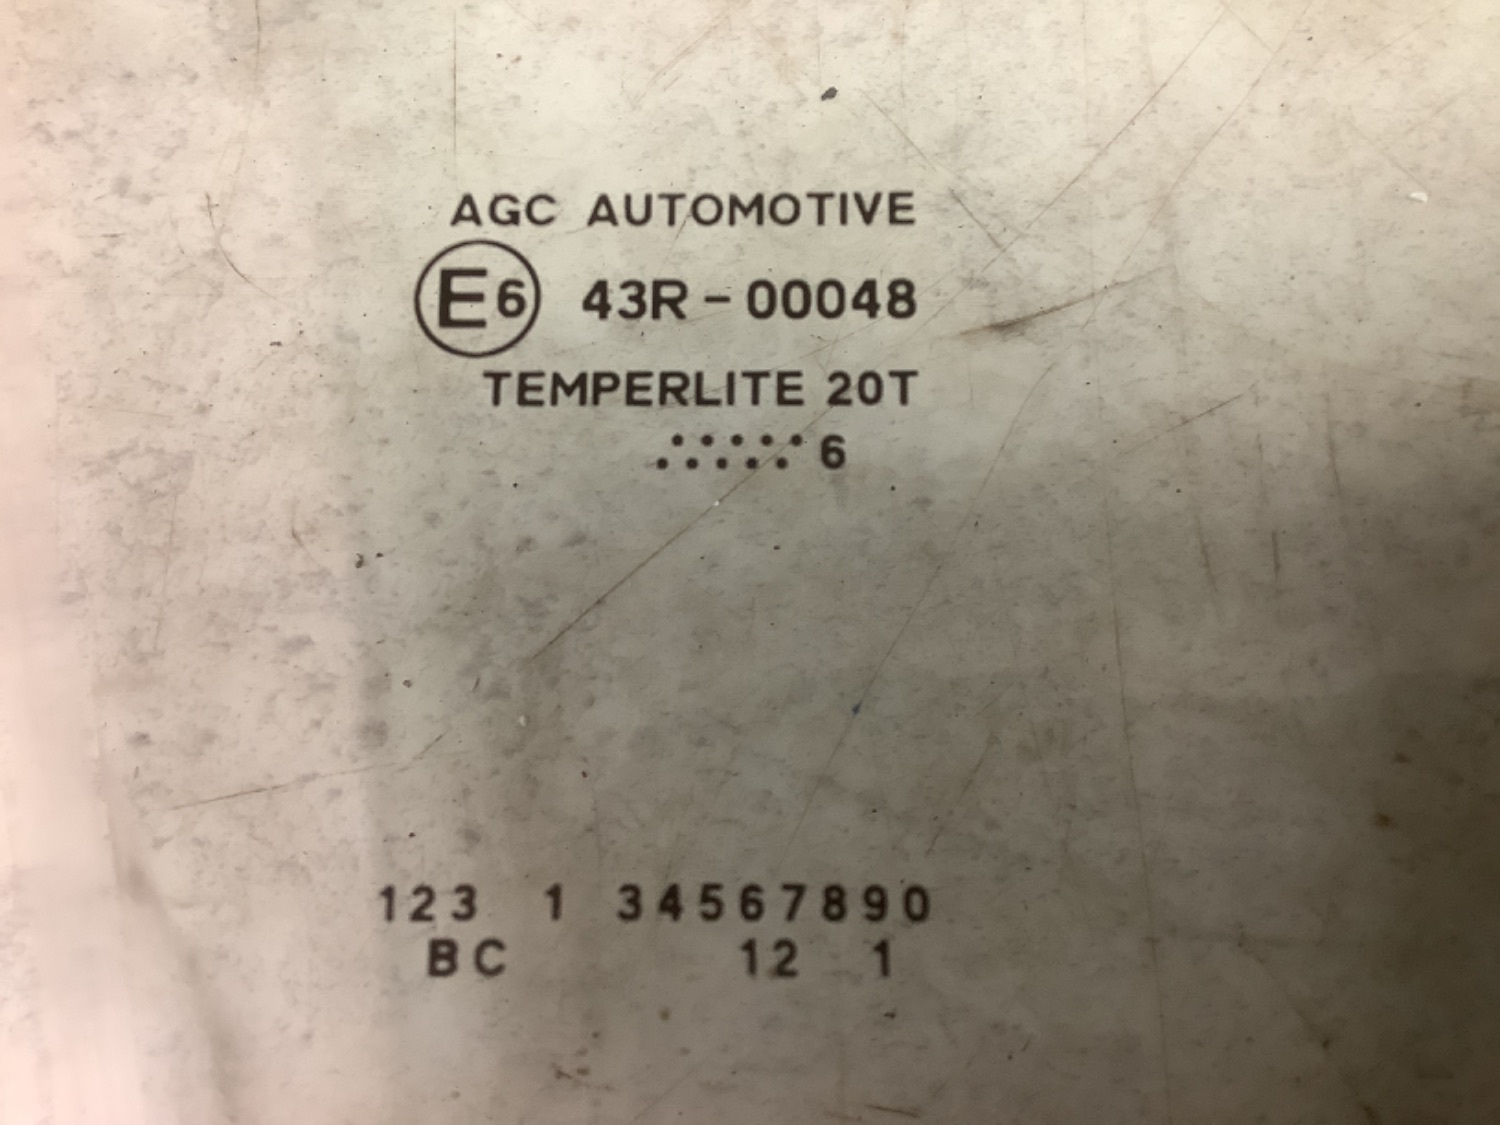 AGC AUTOMOTIVE
E6 43R - 00048
TEMPERLITE 20T
6
123 1 34567890
BC 12 1